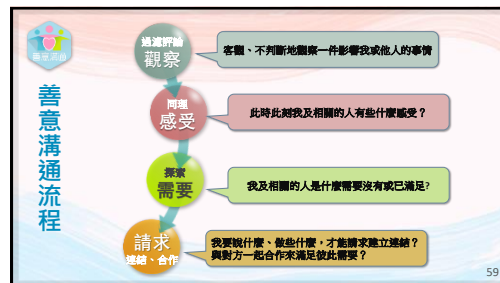 善意溝通
善意溝通流程
過濾評論
觀察
客觀、不判斷地觀察一件影響我或他人的事情
同理
感受
此時此刻我及相關的人有些什麼感受？
探索
需要
我及相關的人是什麼需要沒有或已滿足?
請求
連結、合作
我要說什麼、做些什麼，才能請求建立連結？
與對方一起合作來滿足彼此需要？
59